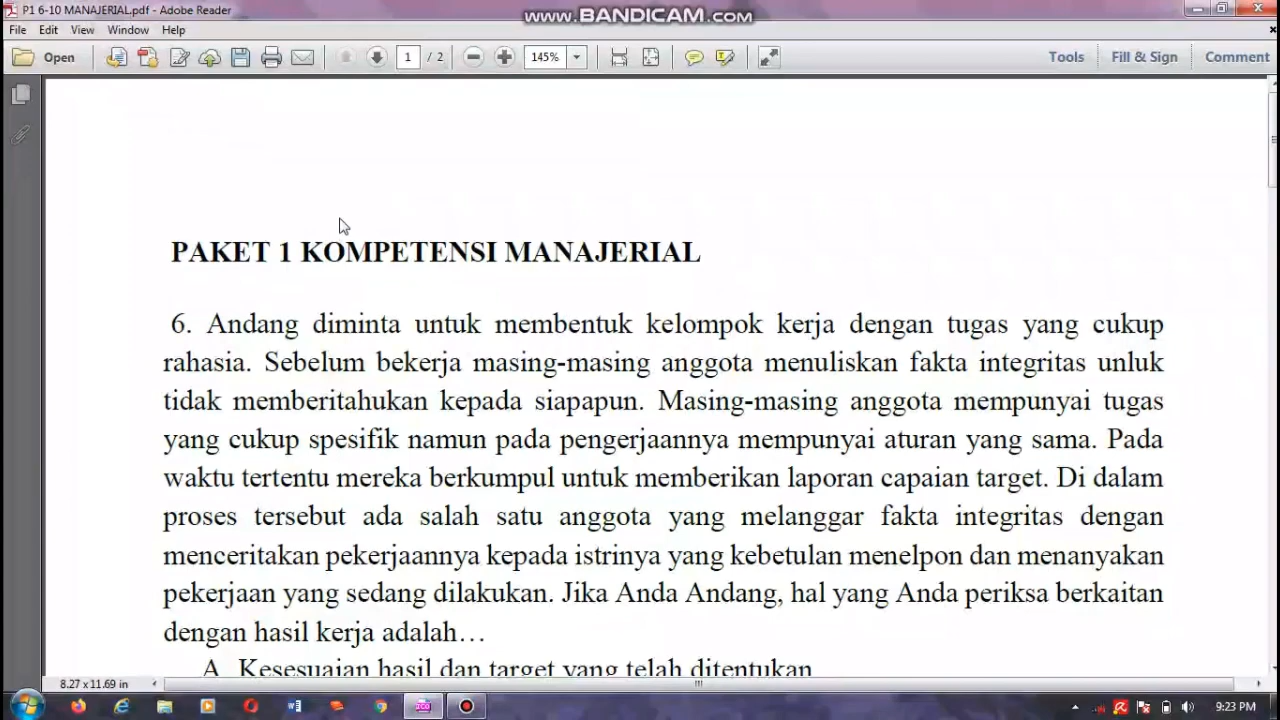 P1 6-10 MANAJERIAL.pdf - Adobe Reader
www.BANDICAM.com
File Edit View Window Help
Open 1 / 2 145% Tools Fill & Sign Comment
PAKET 1 KOMPETENSI MANAJERIAL
6. Andang diminta untuk membentuk kelompok kerja dengan tugas yang cukup
rahasia. Sebelum bekerja masing-masing anggota menuliskan fakta integritas unluk
tidak memberitahukan kepada siapapun. Masing-masing anggota mempunyai tugas
yang cukup spesifik namun pada pengerjaannya mempunyai aturan yang sama. Pada
waktu tertentu mereka berkumpul untuk memberikan laporan capaian target. Di dalam
proses tersebut ada salah satu anggota yang melanggar fakta integritas dengan
menceritakan pekerjaannya kepada istrinya yang kebetulan menelpon dan menanyakan
pekerjaan yang sedang dilakukan. Jika Anda Andang, hal yang Anda periksa berkaitan
dengan hasil kerja adalah…
A. Kesesuaian hasil dan target yang telah ditentukan
8.27 x 11.69 in
9:23 PM